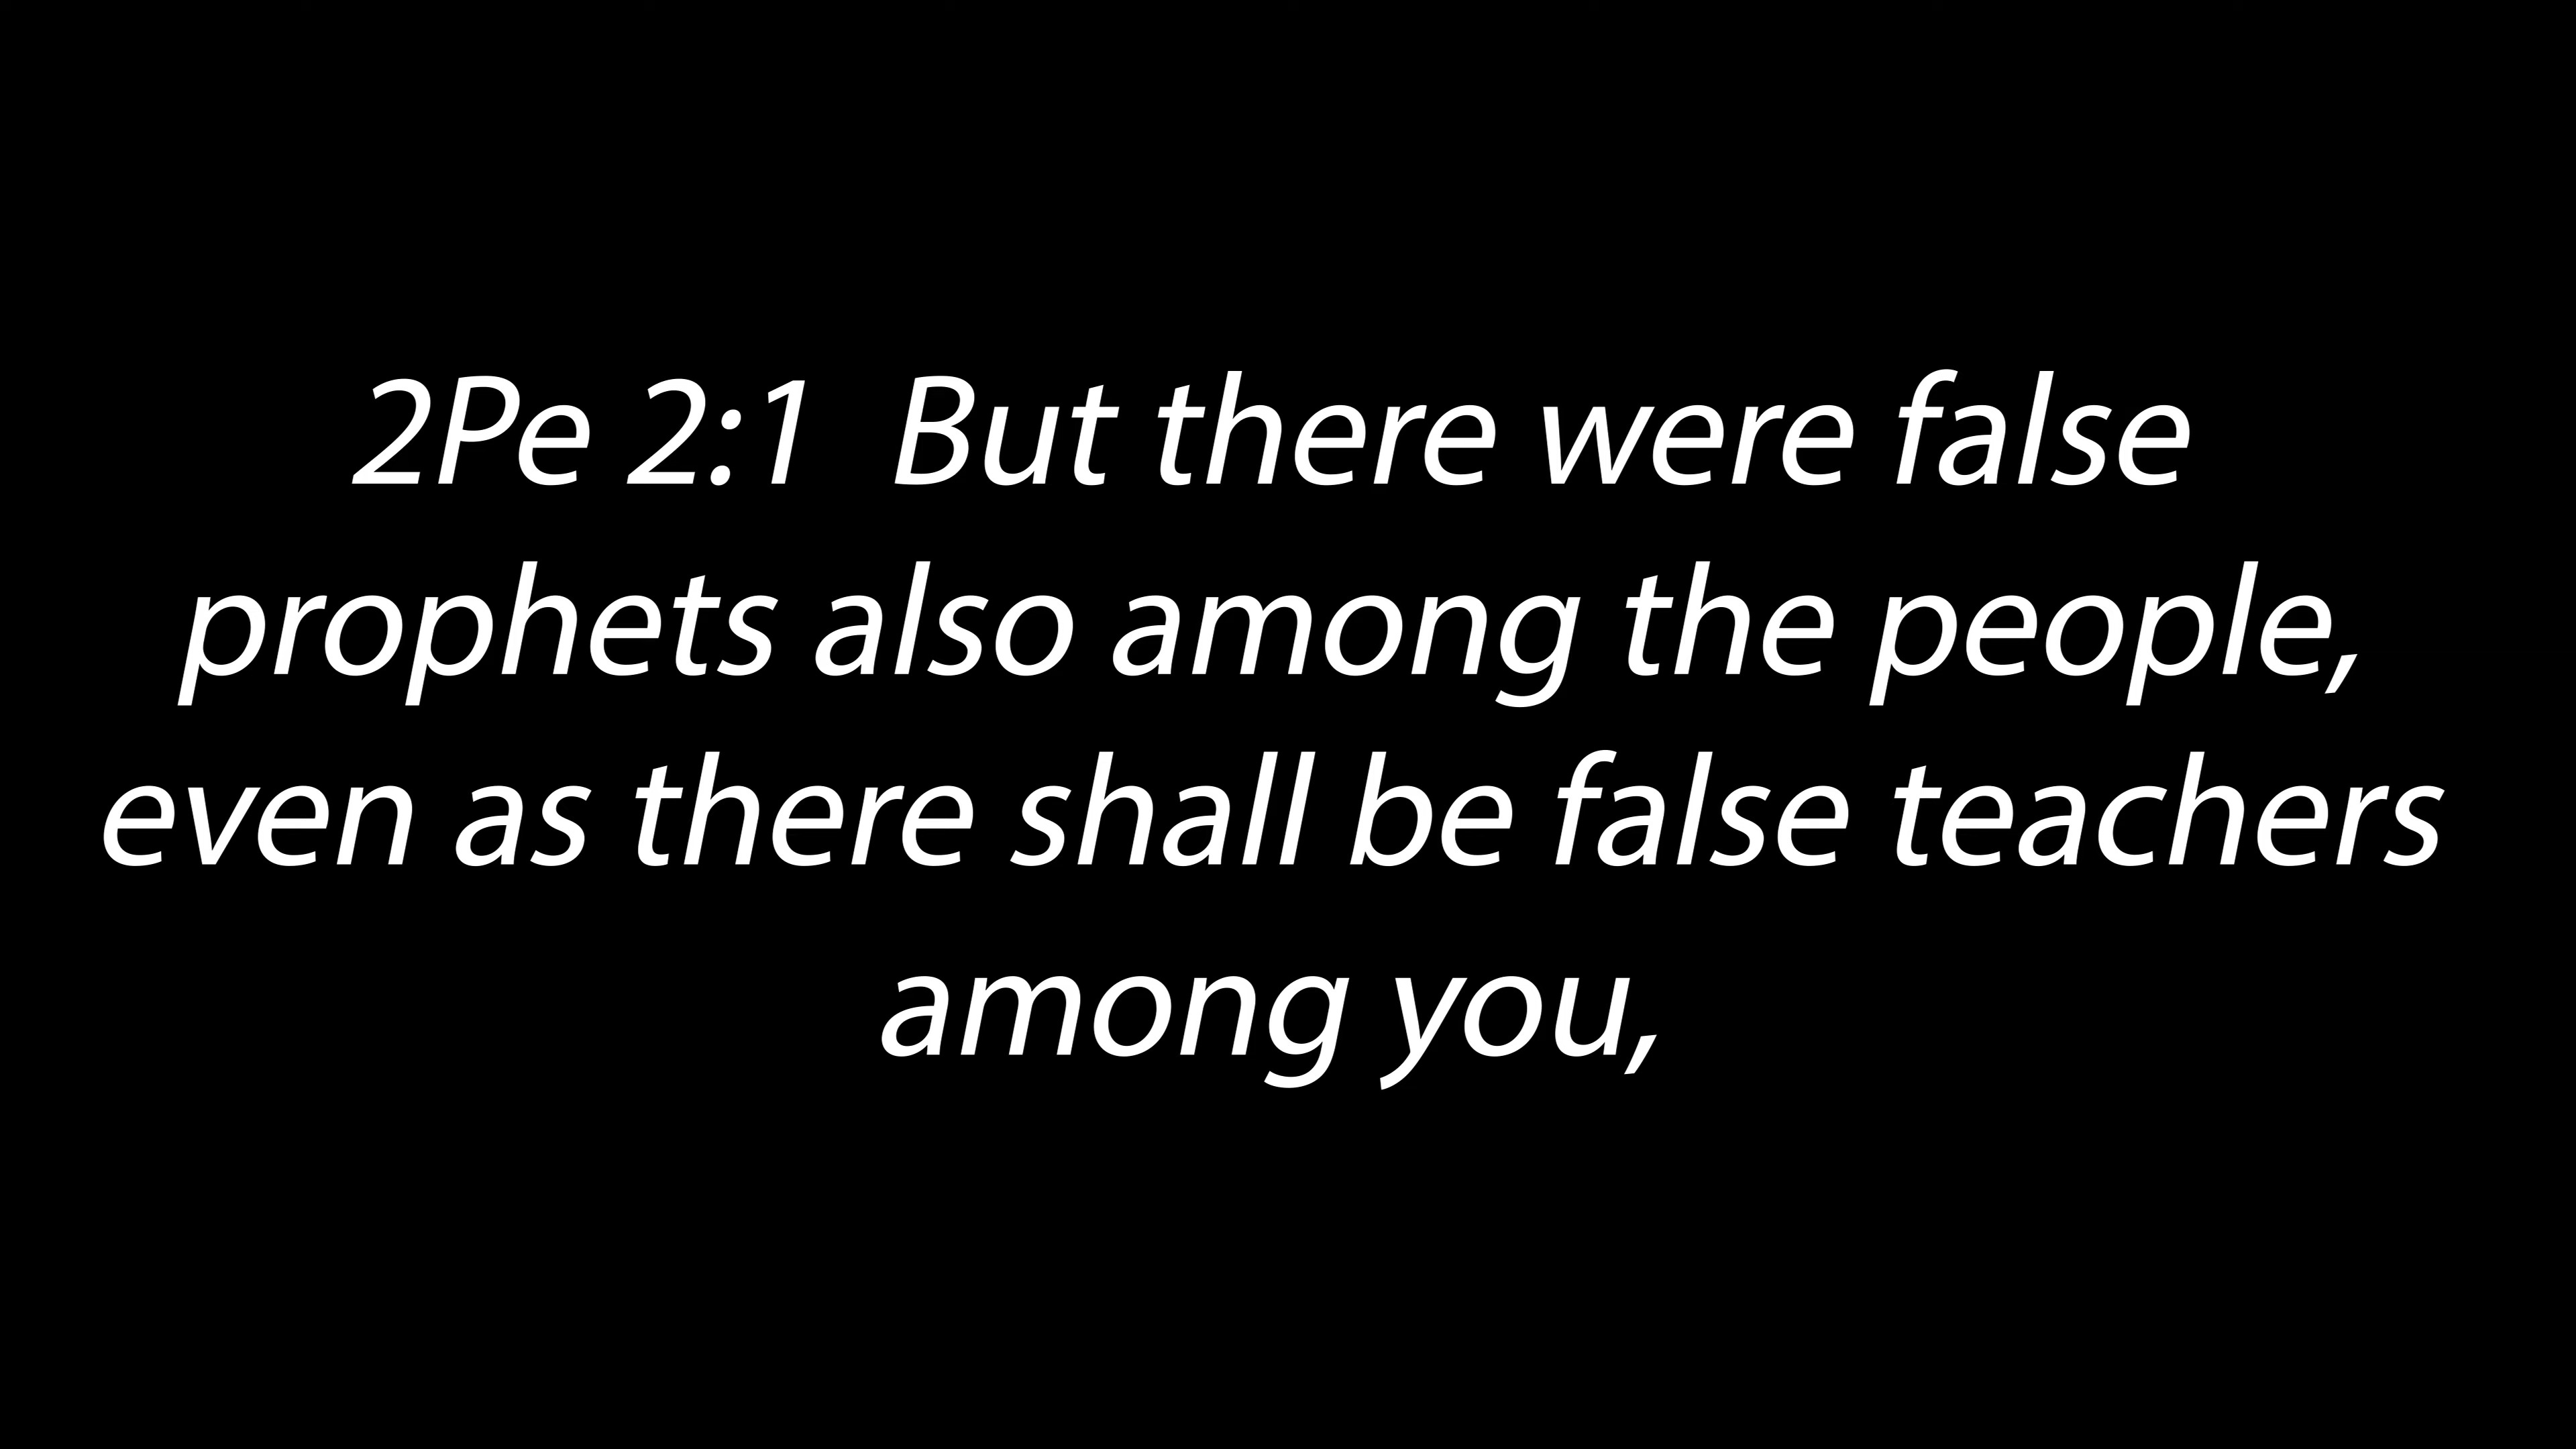 2Pe 2:1  But there were false
prophets also among the people,
even as there shall be false teachers
among you,